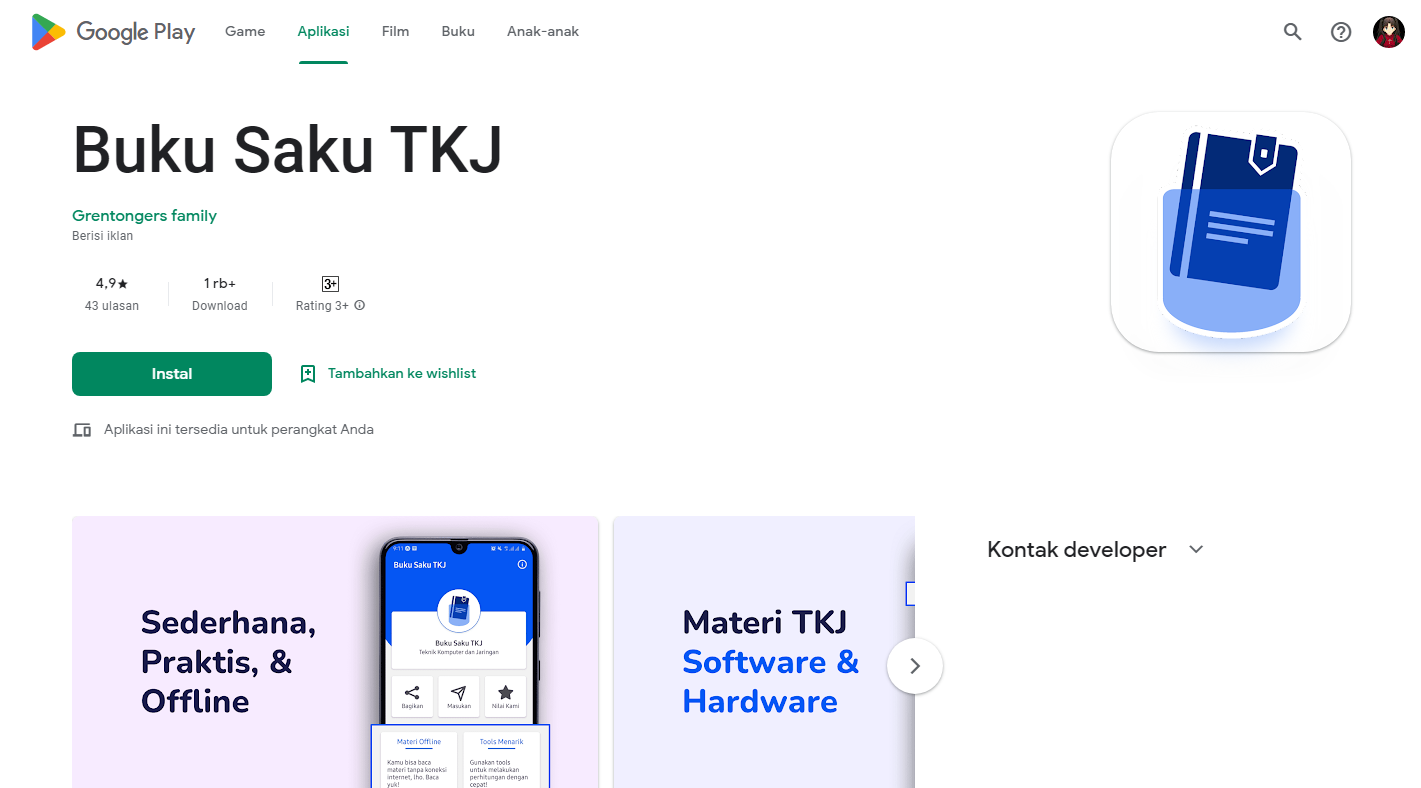 Google Play
Game
Aplikasi
Film
Buku
Anak-anak
Buku Saku TKJ
Grentongers family
Berisi iklan
4,9★
43 ulasan
1 rb+
Download
3+
Rating 3+
Instal
Tambahkan ke wishlist
Aplikasi ini tersedia untuk perangkat Anda
Sederhana,
Praktis, &
Offline
9:11
Buku Saku TKJ
Buku Saku TKJ
Teknik Komputer dan Jaringan
Bagikan
Masukan
Nilai Kami
Materi Offline
Kamu bisa baca
materi tanpa koneksi
internet, lho. Baca
yuk!
Tools Menarik
Gunakan tools
untuk melakukan
perhitungan dengan
cepat!
Materi TKJ
Software &
Hardware
Kontak developer